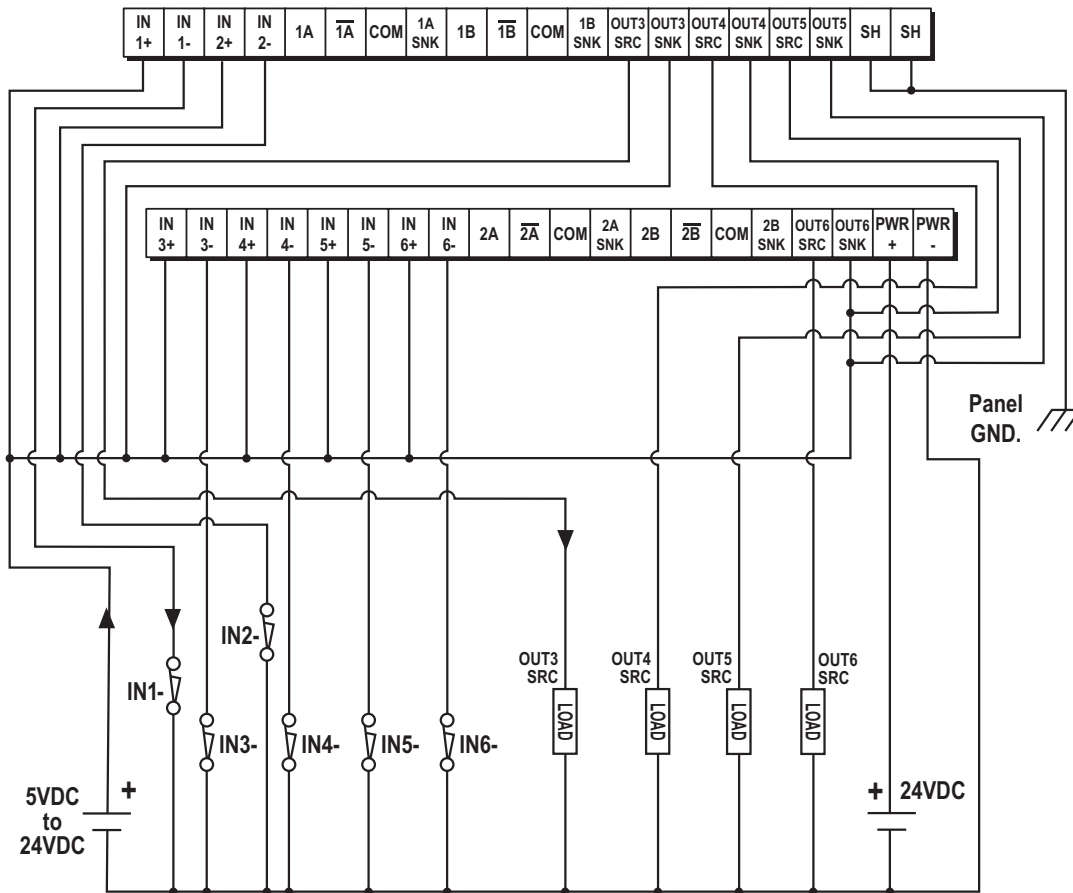 IN 1+ IN 1- IN 2+ IN 2- 1A 1A̅ COM 1A SNK 1B 1B̅ COM 1B SNK OUT3 SRC OUT3 SNK OUT4 SRC OUT4 SNK OUT5 SRC OUT5 SNK SH SH
IN 3+ IN 3- IN 4+ IN 4- IN 5+ IN 5- IN 6+ IN 6- 2A 2A̅ COM 2A SNK 2B 2B̅ COM 2B SNK OUT6 SRC OUT6 SNK PWR + PWR -
Panel
GND.
IN2-
IN1-
OUT3
SRC
OUT4
SRC
OUT5
SRC
OUT6
SRC
LOAD
LOAD
LOAD
LOAD
IN3-
IN4-
IN5-
IN6-
5VDC
to
24VDC
+
+
24VDC